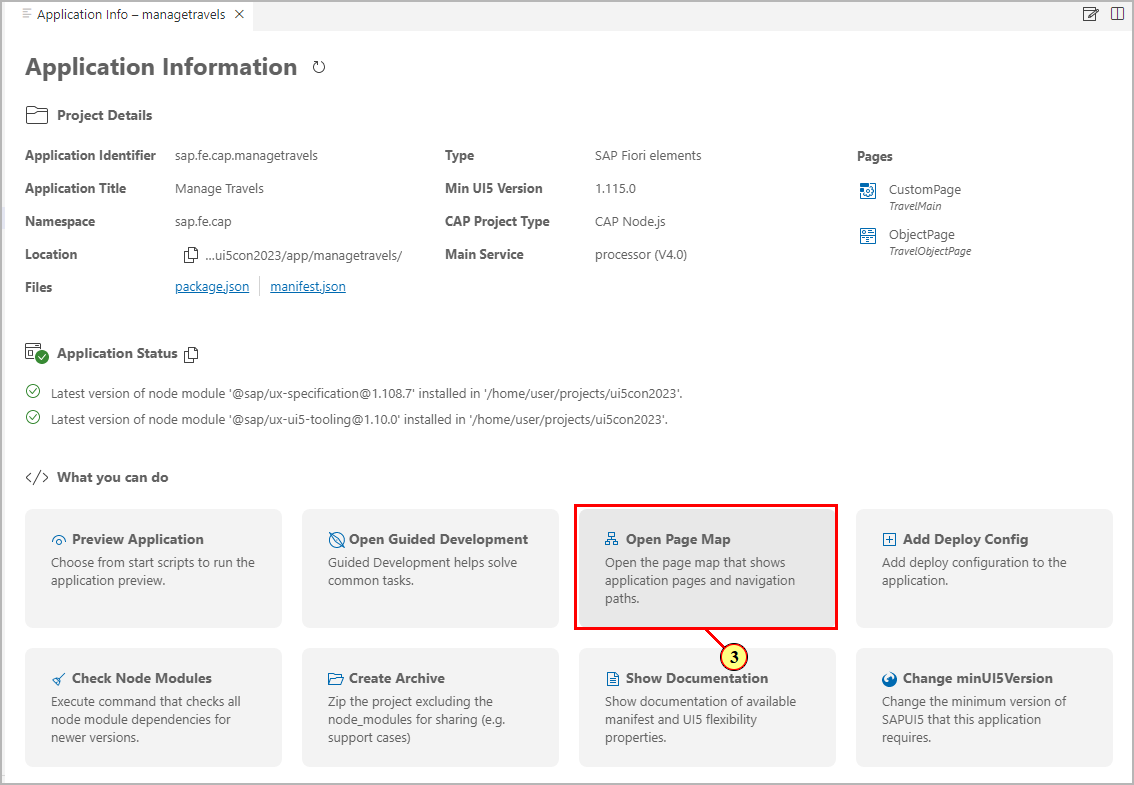 Application Info – managetravels
Application Information
Project Details
Application Identifier sap.fe.cap.managetravels
Application Title Manage Travels
Namespace sap.fe.cap
Location ...ui5con2023/app/managetravels/
Files package.json manifest.json
Type SAP Fiori elements
Min UI5 Version 1.115.0
CAP Project Type CAP Node.js
Main Service processor (V4.0)
Pages
CustomPage
TravelMain
ObjectPage
TravelObjectPage
Application Status
Latest version of node module '@sap/ux-specification@1.108.7' installed in '/home/user/projects/ui5con2023'.
Latest version of node module '@sap/ux-ui5-tooling@1.10.0' installed in '/home/user/projects/ui5con2023'.
</> What you can do
Preview Application
Choose from start scripts to run the
application preview.
Open Guided Development
Guided Development helps solve
common tasks.
Open Page Map
Open the page map that shows
application pages and navigation
paths.
Add Deploy Config
Add deploy configuration to the
application.
3
Check Node Modules
Execute command that checks all
node module dependencies for
newer versions.
Create Archive
Zip the project excluding the
node_modules for sharing (e.g.
support cases)
Show Documentation
Show documentation of available
manifest and UI5 flexibility
properties.
Change minUI5Version
Change the minimum version of
SAPUI5 that this application
requires.